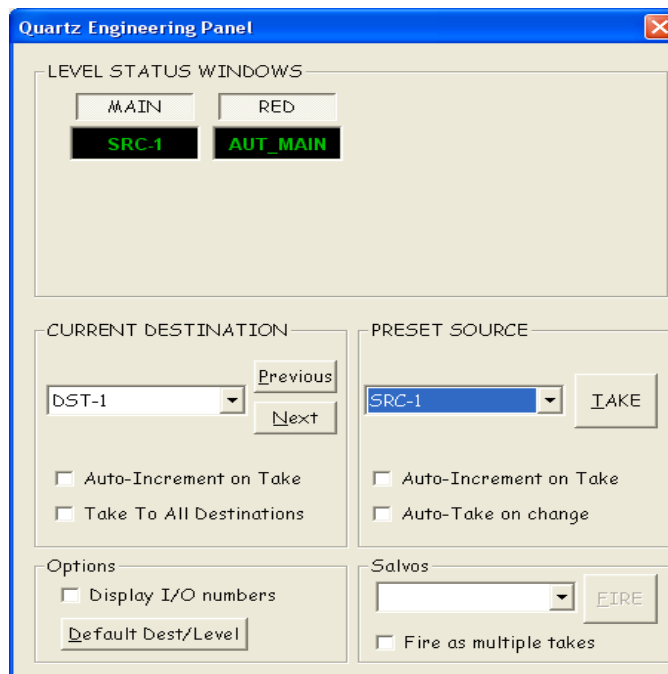 Quartz Engineering Panel
LEVEL STATUS WINDOWS
MAIN RED
SRC-1 AUT_MAIN
CURRENT DESTINATION
DST-1
Previous
Next
Auto-Increment on Take
Take To All Destinations
PRESET SOURCE
SRC-1
TAKE
Auto-Increment on Take
Auto-Take on change
Options
Display I/O numbers
Default Dest/Level
Salvos
FIRE
Fire as multiple takes